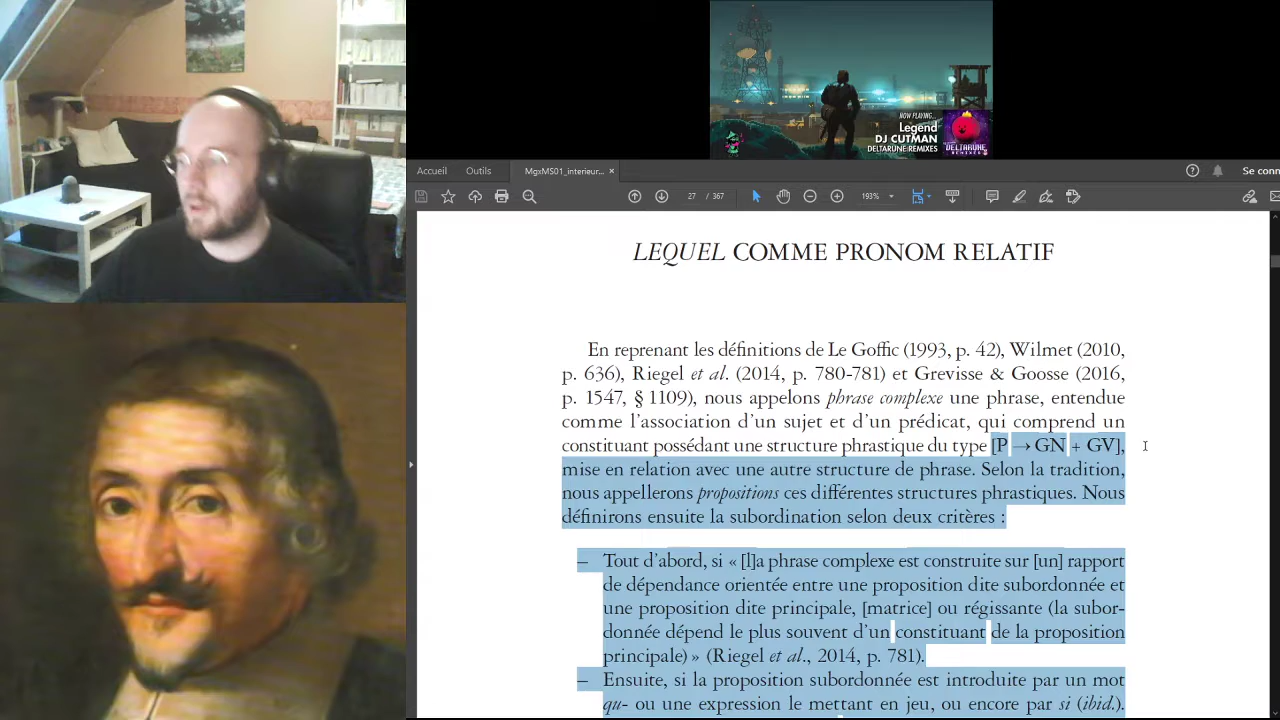 NOW PLAYING...
Legend
DJ CUTMAN
DELTARUNE REMIXES
DELTARUNE
REMIXES
Accueil Outils MgxMS01_interieur... × Se conn
27 / 367 193%
LEQUEL COMME PRONOM RELATIF
En reprenant les définitions de Le Goffic (1993, p. 42), Wilmet (2010,
p. 636), Riegel et al. (2014, p. 780-781) et Grevisse & Goosse (2016,
p. 1547, § 1109), nous appelons phrase complexe une phrase, entendue
comme l’association d’un sujet et d’un prédicat, qui comprend un
constituant possédant une structure phrastique du type [P → GN + GV],
mise en relation avec une autre structure de phrase. Selon la tradition,
nous appellerons propositions ces différentes structures phrastiques. Nous
définirons ensuite la subordination selon deux critères :
– Tout d’abord, si « [l]a phrase complexe est construite sur [un] rapport
de dépendance orientée entre une proposition dite subordonnée et
une proposition dite principale, [matrice] ou régissante (la subor-
donnée dépend le plus souvent d’un constituant de la proposition
principale) » (Riegel et al., 2014, p. 781).
– Ensuite, si la proposition subordonnée est introduite par un mot
qu- ou une expression le mettant en jeu, ou encore par si (ibid.).